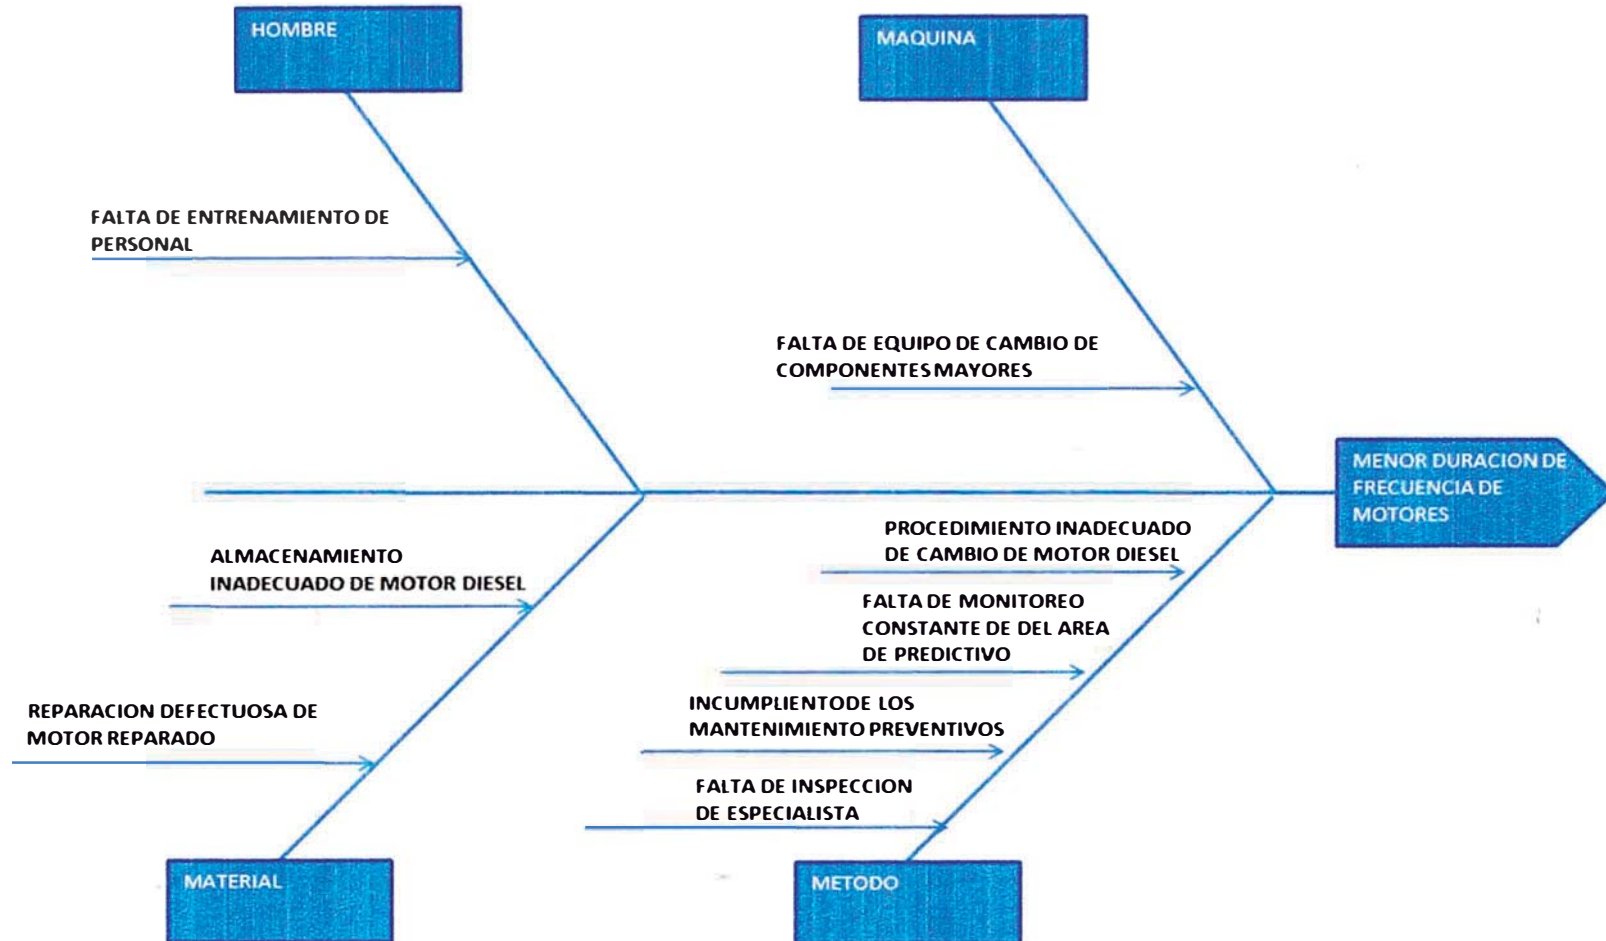 HOMBRE
MAQUINA
FALTA DE ENTRENAMIENTO DE
PERSONAL
FALTA DE EQUIPO DE CAMBIO DE
COMPONENTES MAYORES
MENOR DURACION DE
FRECUENCIA DE
MOTORES
ALMACENAMIENTO
INADECUADO DE MOTOR DIESEL
REPARACION DEFECTUOSA DE
MOTOR REPARADO
PROCEDIMIENTO INADECUADO
DE CAMBIO DE MOTOR DIESEL
FALTA DE MONITOREO
CONSTANTE DE DEL AREA
DE PREDICTIVO
INCUMPLIENTO DE LOS
MANTENIMIENTO PREVENTIVOS
FALTA DE INSPECCION
DE ESPECIALISTA
MATERIAL
METODO